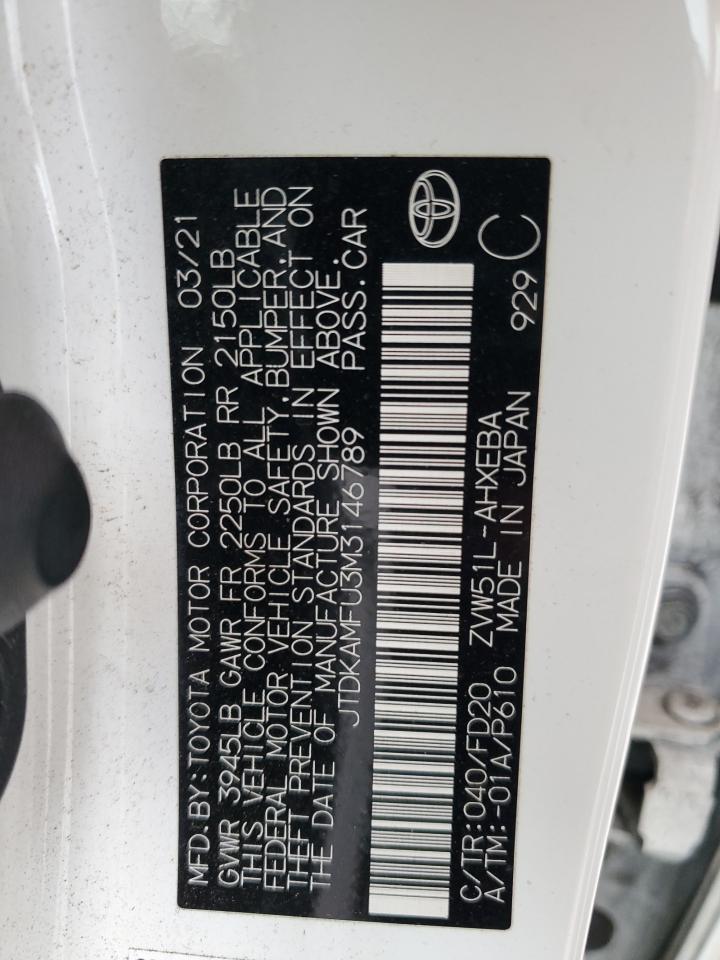 MFD. BY: TOYOTA MOTOR CORPORATION 03/21
GVWR 3945LB GAWR FR 2250LB RR 2150LB
THIS VEHICLE CONFORMS TO ALL APPLICABLE
FEDERAL MOTOR VEHICLE SAFETY, BUMPER, AND
THEFT PREVENTION STANDARDS IN EFFECT ON
THE DATE OF MANUFACTURE SHOWN ABOVE.
JTDKAMFU3M3146789 PASS. CAR
C/TR: 040/FD20 ZVW51L-AHXEBA
A/TM: -01A/P610 MADE IN JAPAN 929 C